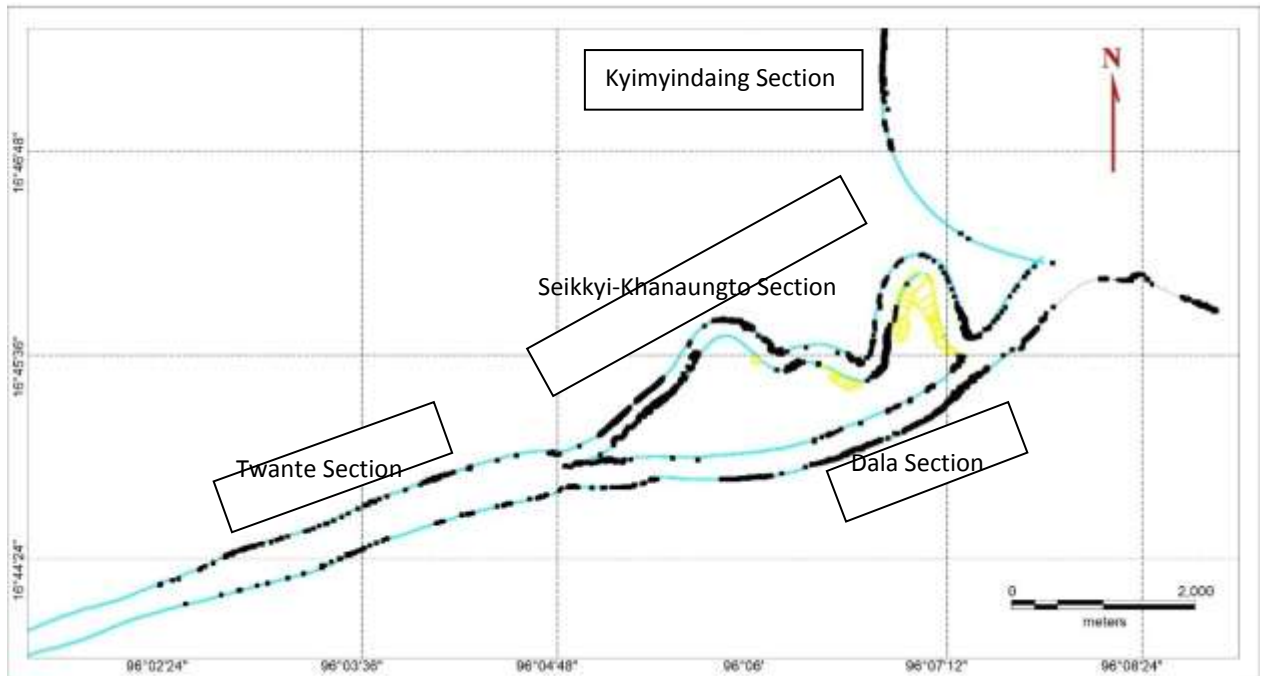 Kyimyindaing Section
N
16°46'48"
Seikkyi-Khanaungto Section
16°45'36"
Twante Section
Dala Section
16°44'24"
0 2,000
meters
96°02'24" 96°03'36" 96°04'48" 96°06' 96°07'12" 96°08'24"